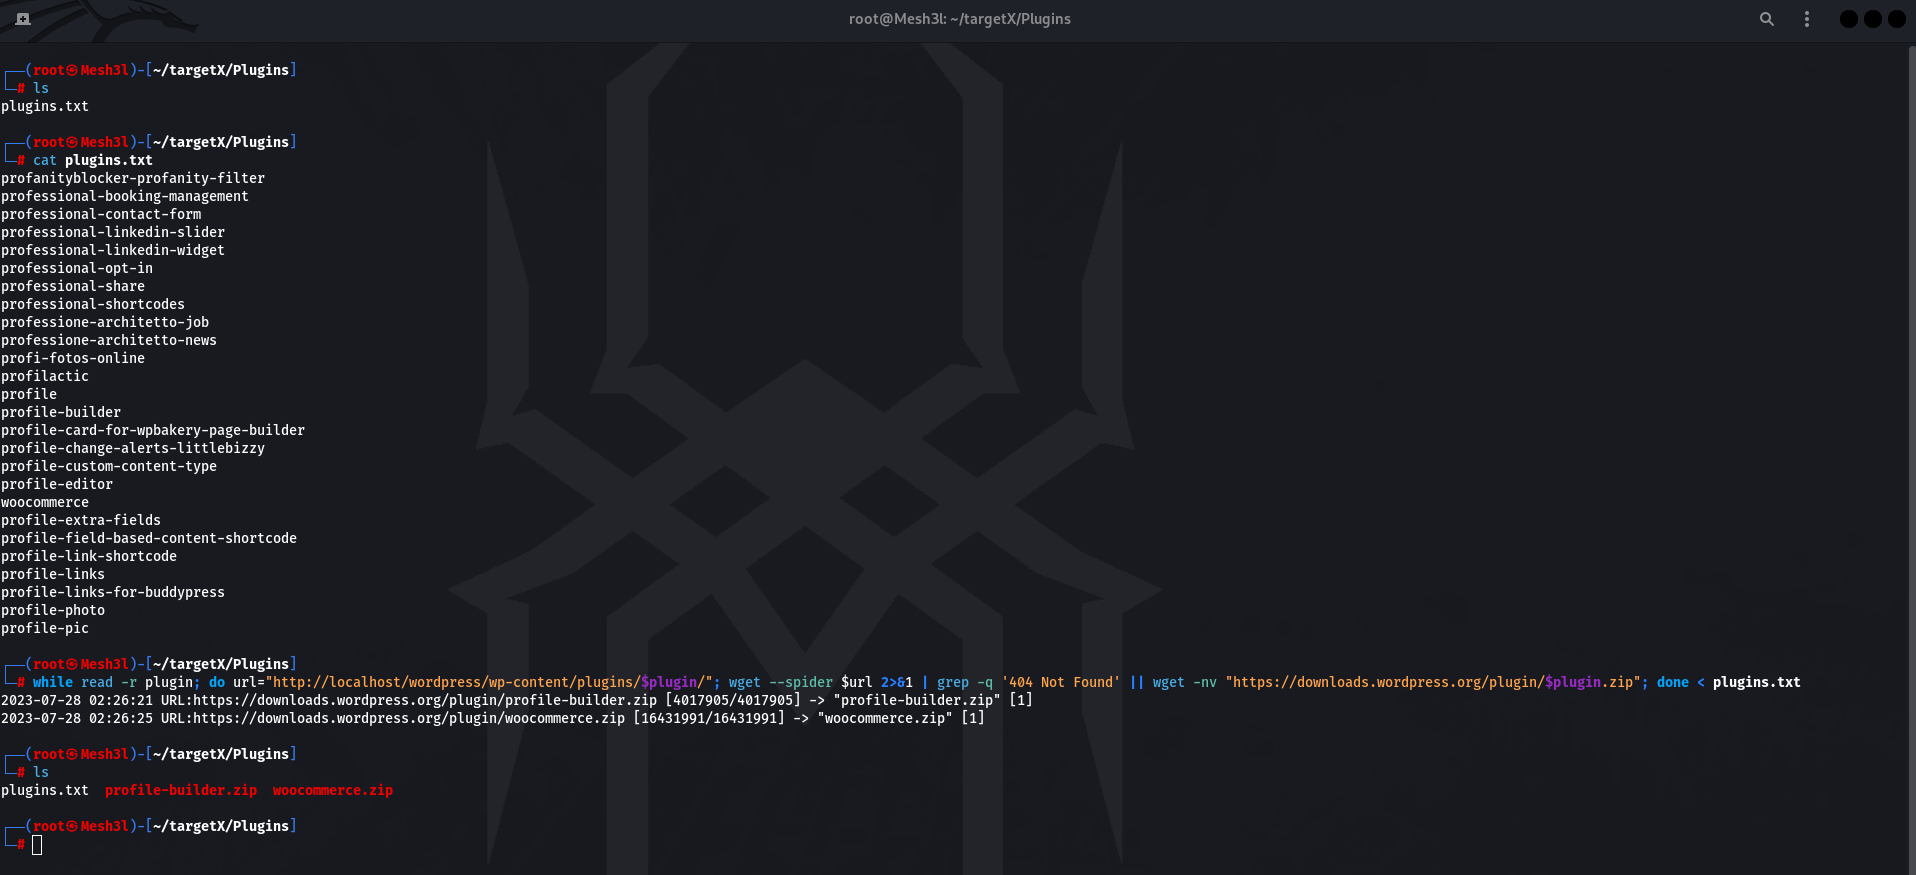 root@Mesh3l: ~/targetX/Plugins
┌──(root㉿Mesh3l)-[~/targetX/Plugins]
└─# ls
plugins.txt
┌──(root㉿Mesh3l)-[~/targetX/Plugins]
└─# cat plugins.txt
profanityblocker-profanity-filter
professional-booking-management
professional-contact-form
professional-linkedin-slider
professional-linkedin-widget
professional-opt-in
professional-share
professional-shortcodes
professione-architetto-job
professione-architetto-news
profi-fotos-online
profilactic
profile
profile-builder
profile-card-for-wpbakery-page-builder
profile-change-alerts-littlebizzy
profile-custom-content-type
profile-editor
woocommerce
profile-extra-fields
profile-field-based-content-shortcode
profile-link-shortcode
profile-links
profile-links-for-buddypress
profile-photo
profile-pic
┌──(root㉿Mesh3l)-[~/targetX/Plugins]
└─# while read -r plugin; do url="http://localhost/wordpress/wp-content/plugins/$plugin/"; wget --spider $url 2>&1 | grep -q '404 Not Found' || wget -nv "https://downloads.wordpress.org/plugin/$plugin.zip"; done < plugins.txt
2023-07-28 02:26:21 URL:https://downloads.wordpress.org/plugin/profile-builder.zip [4017905/4017905] -> "profile-builder.zip" [1]
2023-07-28 02:26:25 URL:https://downloads.wordpress.org/plugin/woocommerce.zip [16431991/16431991] -> "woocommerce.zip" [1]
┌──(root㉿Mesh3l)-[~/targetX/Plugins]
└─# ls
plugins.txt  profile-builder.zip  woocommerce.zip
┌──(root㉿Mesh3l)-[~/targetX/Plugins]
└─#